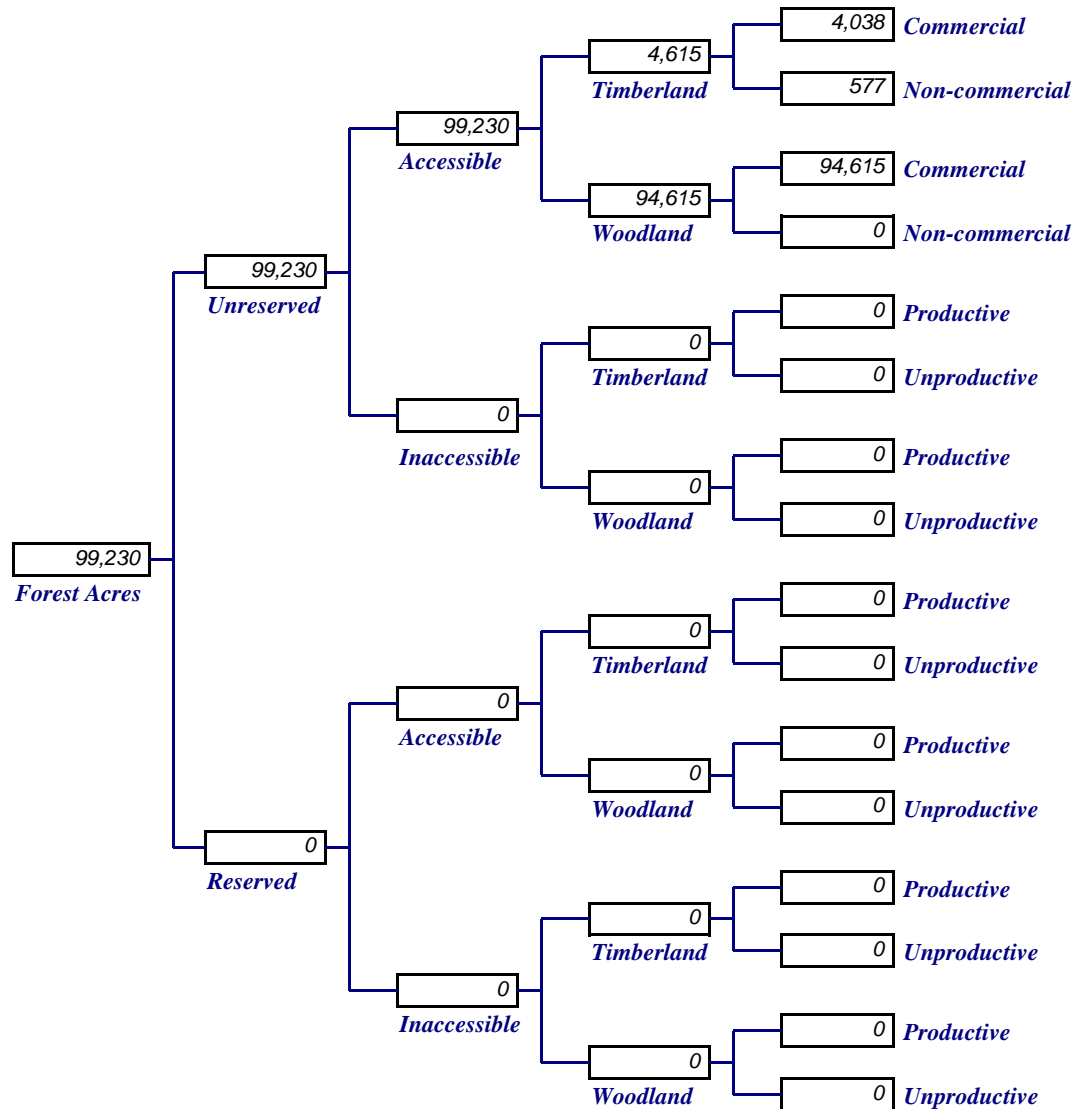 4,038 Commercial
4,615
Timberland
577 Non-commercial
99,230
Accessible
94,615 Commercial
94,615
Woodland
0 Non-commercial
99,230
Unreserved
0 Productive
0
Timberland
0 Unproductive
0
Inaccessible
0 Productive
0
Woodland
0 Unproductive
99,230
Forest Acres
0 Productive
0
Timberland
0 Unproductive
0
Accessible
0 Productive
0
Woodland
0 Unproductive
0
Reserved
0 Productive
0
Timberland
0 Unproductive
0
Inaccessible
0 Productive
0
Woodland
0 Unproductive